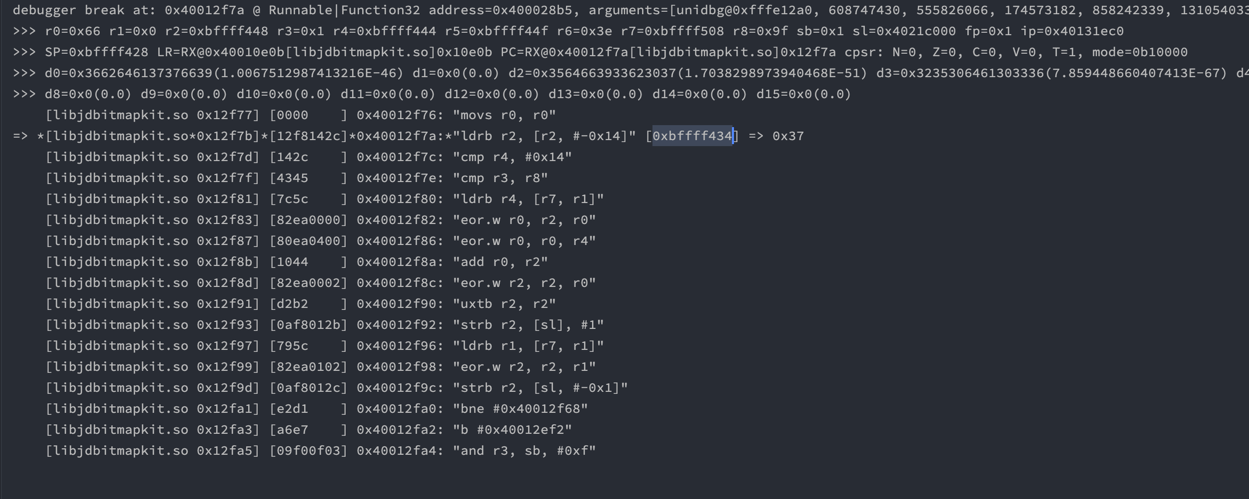 debugger break at: 0x40012f7a @ Runnable|Function32 address=0x400028b5, arguments=[unidbg@0xfffe12a0, 608747430, 555826066, 174573182, 858242339, 131054033
>>> r0=0x66 r1=0x0 r2=0xbffff448 r3=0x1 r4=0xbffff444 r5=0xbffff44f r6=0x3e r7=0xbffff508 r8=0x9f sb=0x1 sl=0x4021c000 fp=0x1 ip=0x40131ec0
>>> SP=0xbffff428 LR=RX@0x40010e0b[libjdbitmapkit.so]0x10e0b PC=RX@0x40012f7a[libjdbitmapkit.so]0x12f7a cpsr: N=0, Z=0, C=0, V=0, T=1, mode=0b10000
>>> d0=0x3662646137376639(1.0067512987413216E-46) d1=0x0(0.0) d2=0x3564663933623037(1.7038298973940468E-51) d3=0x3235306461303336(7.859448660407413E-67) d4
>>> d8=0x0(0.0) d9=0x0(0.0) d10=0x0(0.0) d11=0x0(0.0) d12=0x0(0.0) d13=0x0(0.0) d14=0x0(0.0) d15=0x0(0.0)
[libjdbitmapkit.so 0x12f77] [0000    ] 0x40012f76: "movs r0, r0"
=> *[libjdbitmapkit.so*0x12f7b]*[12f8142c]*0x40012f7a:*"ldrb r2, [r2, #-0x14]" [0xbffff434] => 0x37
[libjdbitmapkit.so 0x12f7d] [142c    ] 0x40012f7c: "cmp r4, #0x14"
[libjdbitmapkit.so 0x12f7f] [4345    ] 0x40012f7e: "cmp r3, r8"
[libjdbitmapkit.so 0x12f81] [7c5c    ] 0x40012f80: "ldrb r4, [r7, r1]"
[libjdbitmapkit.so 0x12f83] [82ea0000] 0x40012f82: "eor.w r0, r2, r0"
[libjdbitmapkit.so 0x12f87] [80ea0400] 0x40012f86: "eor.w r0, r0, r4"
[libjdbitmapkit.so 0x12f8b] [1044    ] 0x40012f8a: "add r0, r2"
[libjdbitmapkit.so 0x12f8d] [82ea0002] 0x40012f8c: "eor.w r2, r2, r0"
[libjdbitmapkit.so 0x12f91] [d2b2    ] 0x40012f90: "uxtb r2, r2"
[libjdbitmapkit.so 0x12f93] [0af8012b] 0x40012f92: "strb r2, [sl], #1"
[libjdbitmapkit.so 0x12f97] [795c    ] 0x40012f96: "ldrb r1, [r7, r1]"
[libjdbitmapkit.so 0x12f99] [82ea0102] 0x40012f98: "eor.w r2, r2, r1"
[libjdbitmapkit.so 0x12f9d] [0af8012c] 0x40012f9c: "strb r2, [sl, #-0x1]"
[libjdbitmapkit.so 0x12fa1] [e2d1    ] 0x40012fa0: "bne #0x40012f68"
[libjdbitmapkit.so 0x12fa3] [a6e7    ] 0x40012fa2: "b #0x40012ef2"
[libjdbitmapkit.so 0x12fa5] [09f00f03] 0x40012fa4: "and r3, sb, #0xf"